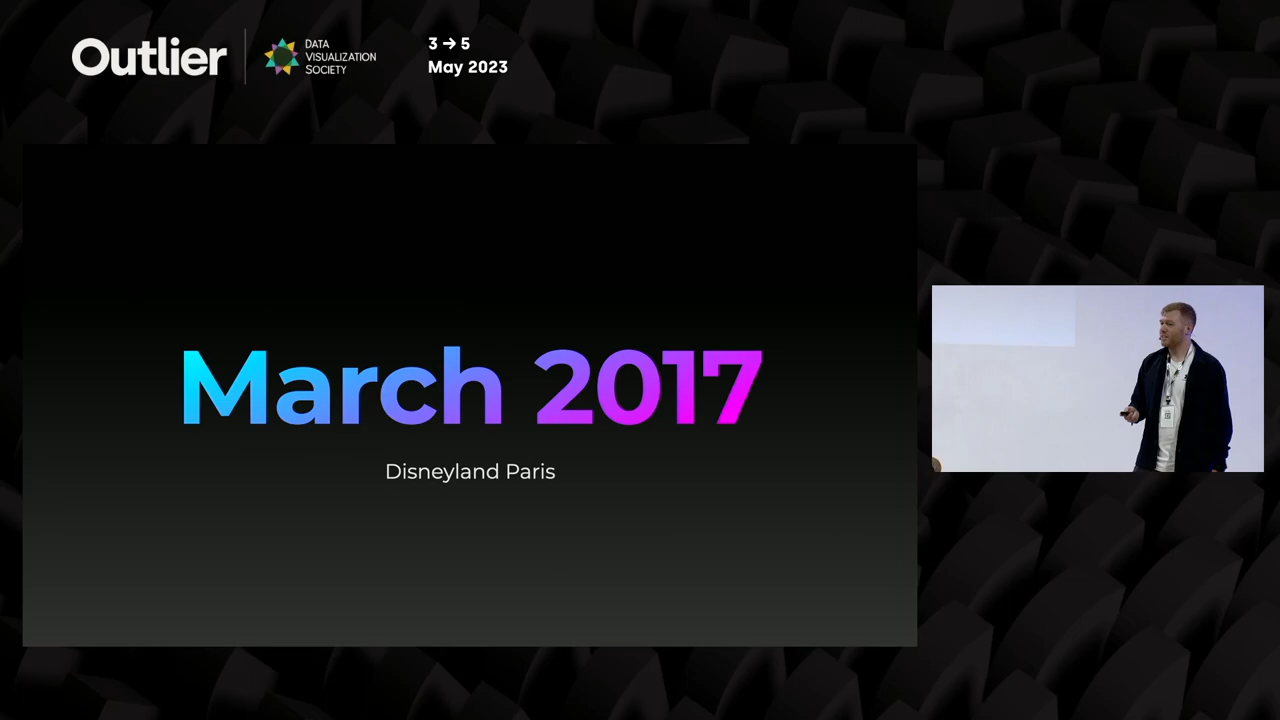 Outlier
DATA
VISUALIZATION
SOCIETY
3 → 5
May 2023
March 2017
Disneyland Paris